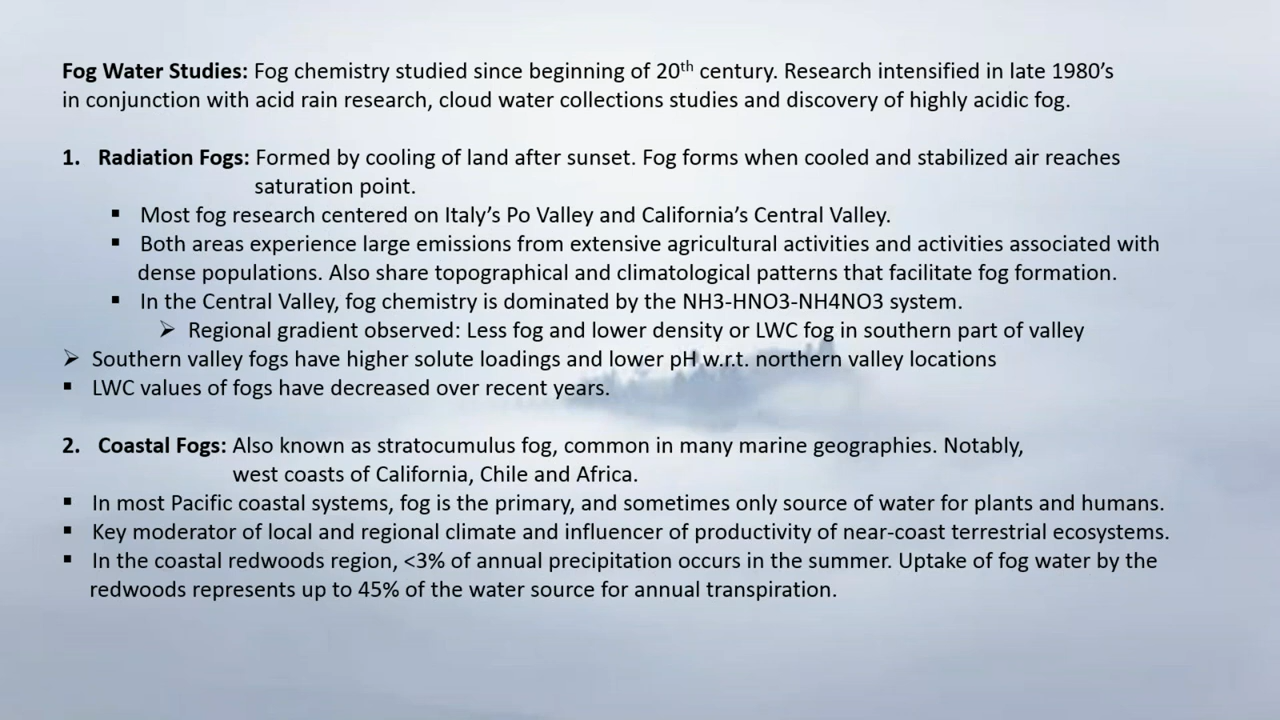 Fog Water Studies: Fog chemistry studied since beginning of 20th century. Research intensified in late 1980's
in conjunction with acid rain research, cloud water collections studies and discovery of highly acidic fog.
1. Radiation Fogs: Formed by cooling of land after sunset. Fog forms when cooled and stabilized air reaches
saturation point.
▪ Most fog research centered on Italy's Po Valley and California's Central Valley.
▪ Both areas experience large emissions from extensive agricultural activities and activities associated with
dense populations. Also share topographical and climatological patterns that facilitate fog formation.
▪ In the Central Valley, fog chemistry is dominated by the NH3-HNO3-NH4NO3 system.
➢ Regional gradient observed: Less fog and lower density or LWC fog in southern part of valley
➢ Southern valley fogs have higher solute loadings and lower pH w.r.t. northern valley locations
▪ LWC values of fogs have decreased over recent years.
2. Coastal Fogs: Also known as stratocumulus fog, common in many marine geographies. Notably,
west coasts of California, Chile and Africa.
▪ In most Pacific coastal systems, fog is the primary, and sometimes only source of water for plants and humans.
▪ Key moderator of local and regional climate and influencer of productivity of near-coast terrestrial ecosystems.
▪ In the coastal redwoods region, <3% of annual precipitation occurs in the summer. Uptake of fog water by the
redwoods represents up to 45% of the water source for annual transpiration.